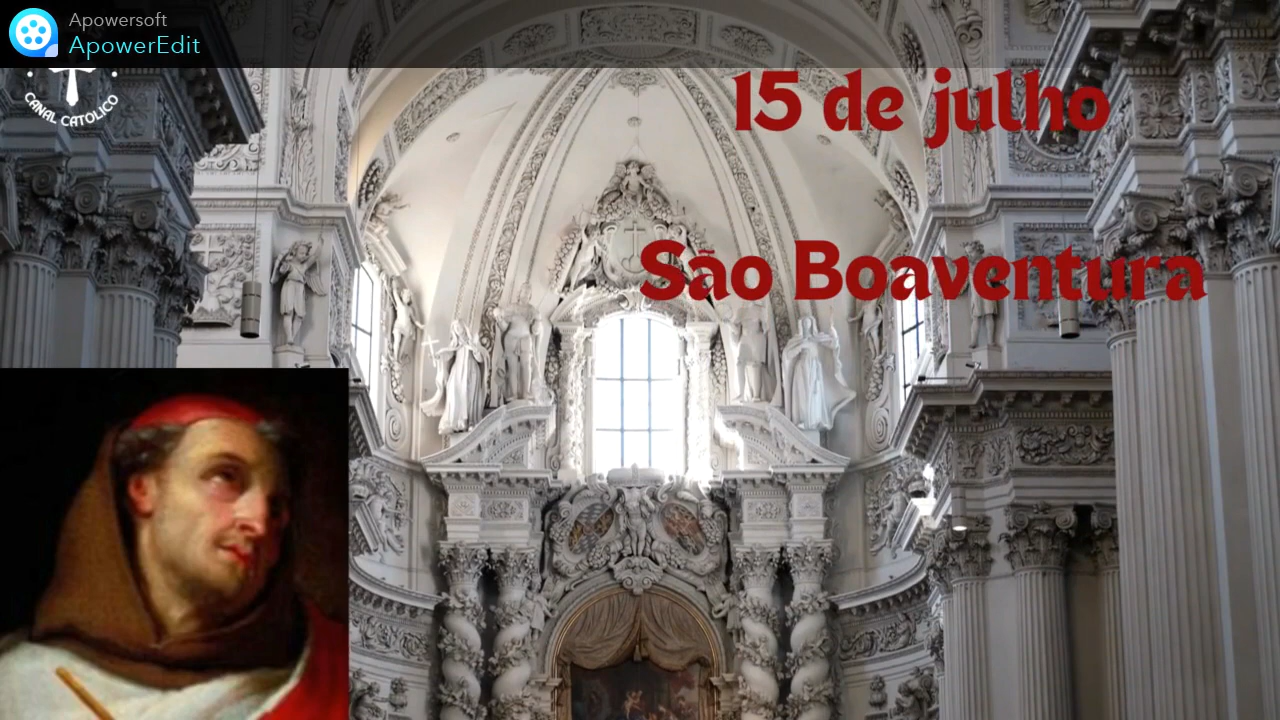 Apowersoft
ApowerEdit
CANAL CATOLICO
15 de julho
São Boaventura